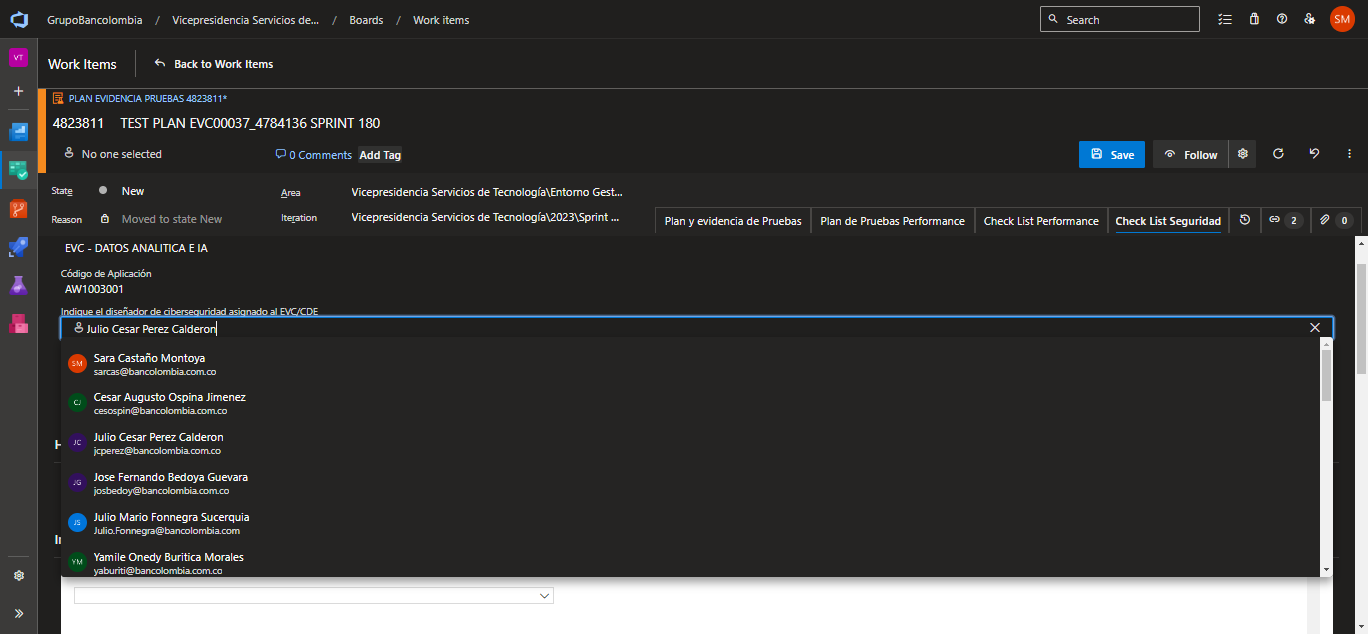 GrupoBancolombia / Vicepresidencia Servicios de... / Boards / Work items
Search
SM
VT
Work Items
Back to Work Items
PLAN EVIDENCIA PRUEBAS 4823811*
4823811 TEST PLAN EVC00037_4784136 SPRINT 180
No one selected
0 Comments
Add Tag
Save
Follow
State
New
Area
Vicepresidencia Servicios de Tecnología\Entorno Gest...
Reason
Moved to state New
Iteration
Vicepresidencia Servicios de Tecnología\2023\Sprint ...
Plan y evidencia de Pruebas
Plan de Pruebas Performance
Check List Performance
Check List Seguridad
2
0
EVC - DATOS ANALITICA E IA
Código de Aplicación
AW1003001
Indique el diseñador de ciberseguridad asignado al EVC/CDE
Julio Cesar Perez Calderon
SM
Sara Castaño Montoya
sarcas@bancolombia.com.co
CJ
Cesar Augusto Ospina Jimenez
cesospin@bancolombia.com.co
JC
Julio Cesar Perez Calderon
jcperez@bancolombia.com.co
JG
Jose Fernando Bedoya Guevara
josbedoy@bancolombia.com.co
JS
Julio Mario Fonnegra Sucerquia
Julio.Fonnegra@bancolombia.com
YM
Yamile Onedy Buritica Morales
yaburiti@bancolombia.com.co